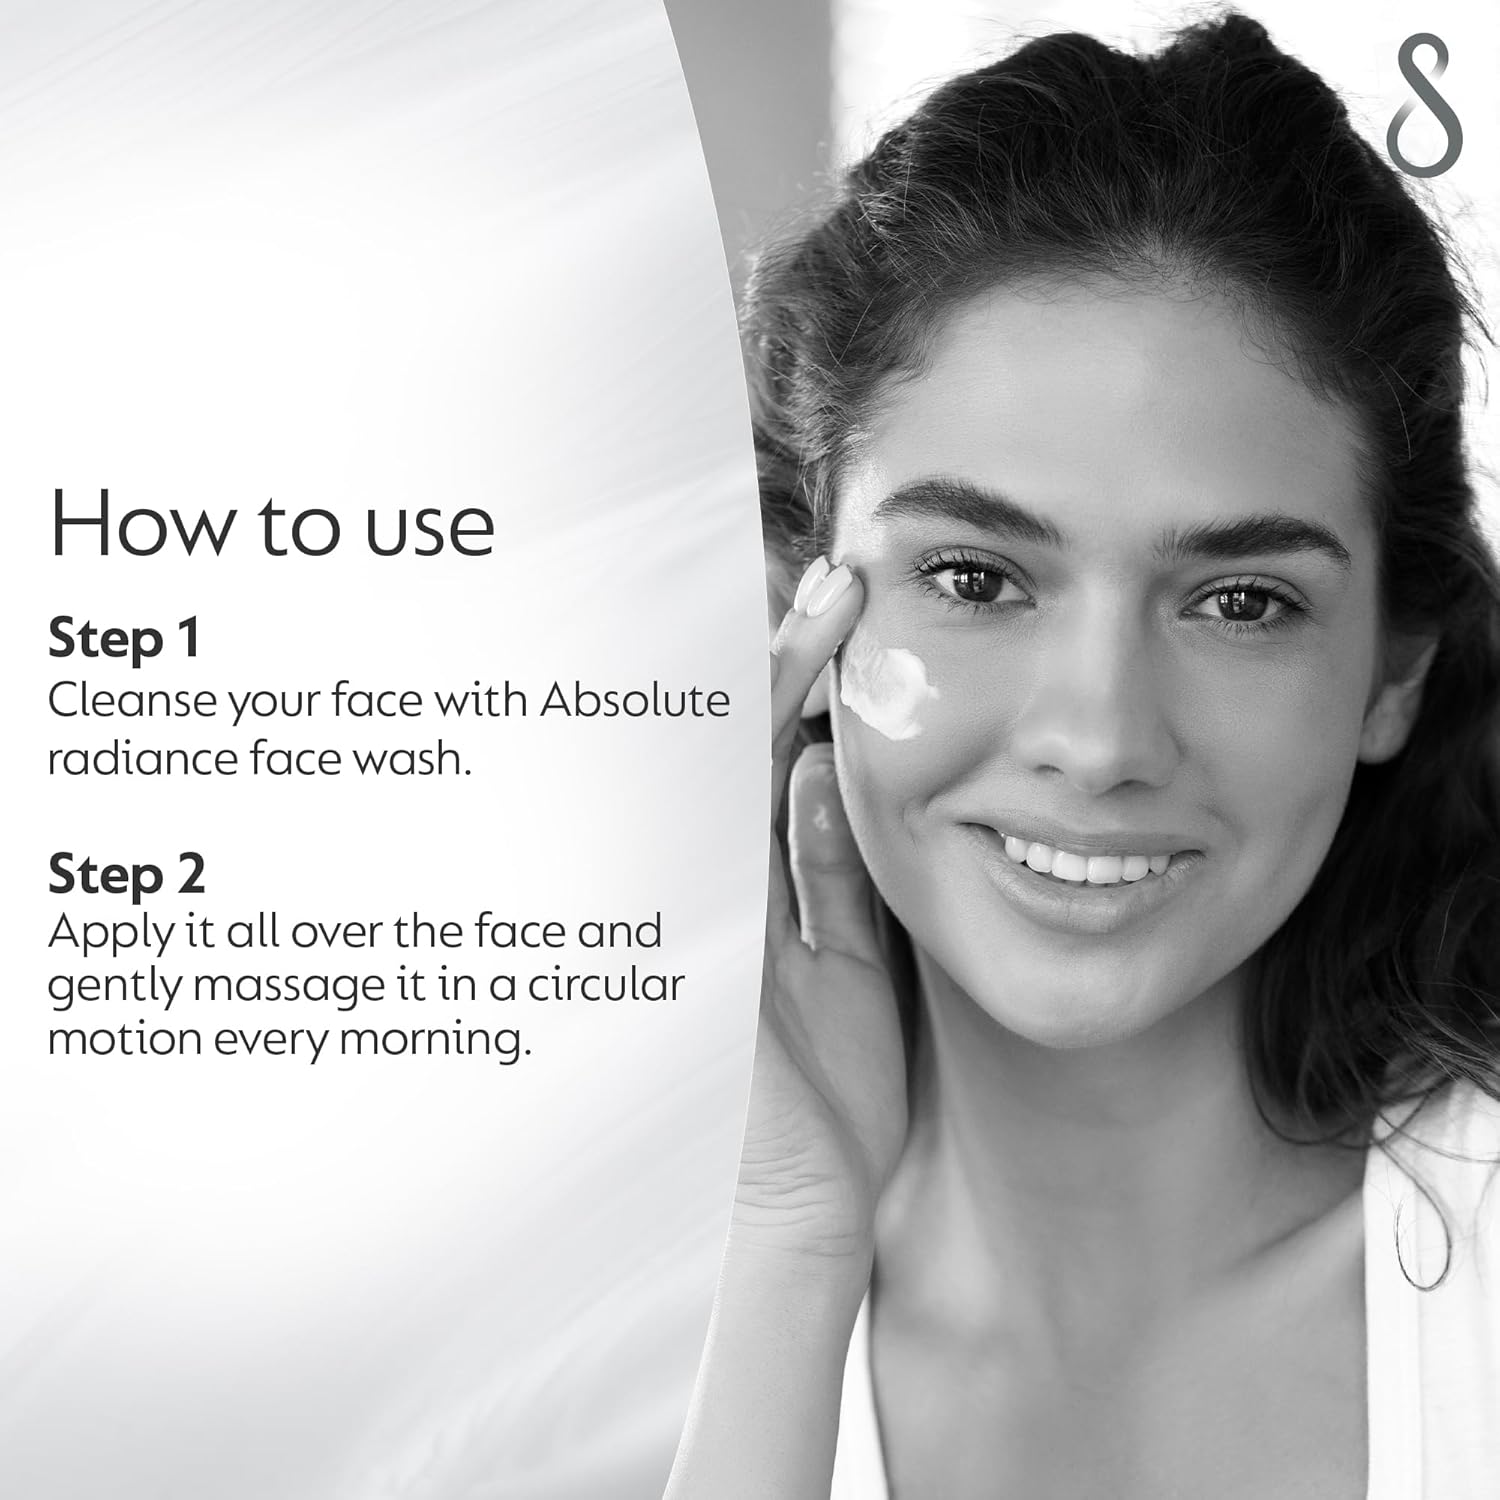 How to use
Step 1
Cleanse your face with Absolute
radiance face wash.
Step 2
Apply it all over the face and
gently massage it in a circular
motion every morning.